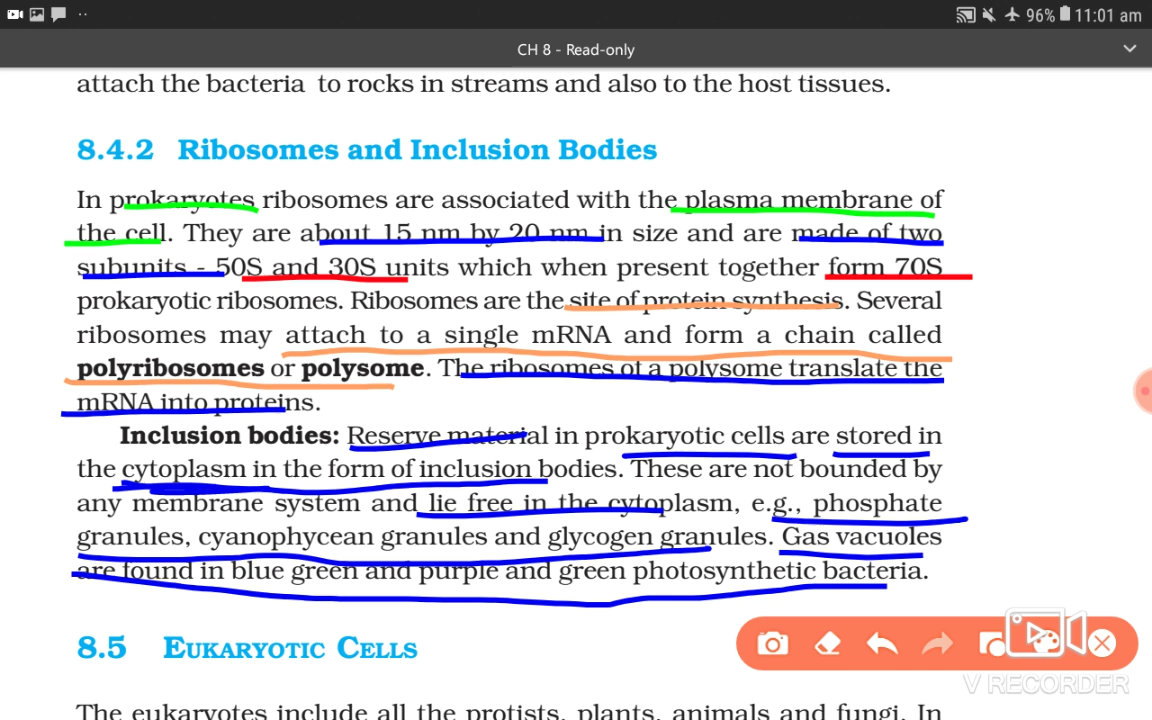 96% 11:01 am
CH 8 - Read-only
attach the bacteria to rocks in streams and also to the host tissues.
8.4.2 Ribosomes and Inclusion Bodies
In prokaryotes ribosomes are associated with the plasma membrane of
the cell. They are about 15 nm by 20 nm in size and are made of two
subunits - 50S and 30S units which when present together form 70S
prokaryotic ribosomes. Ribosomes are the site of protein synthesis. Several
ribosomes may attach to a single mRNA and form a chain called
polyribosomes or polysome. The ribosomes of a polysome translate the
mRNA into proteins.
Inclusion bodies: Reserve material in prokaryotic cells are stored in
the cytoplasm in the form of inclusion bodies. These are not bounded by
any membrane system and lie free in the cytoplasm, e.g., phosphate
granules, cyanophycean granules and glycogen granules. Gas vacuoles
are found in blue green and purple and green photosynthetic bacteria.
8.5 EUKARYOTIC CELLS
V RECORDER
The eukaryotes include all the protists, plants, animals and fungi. In